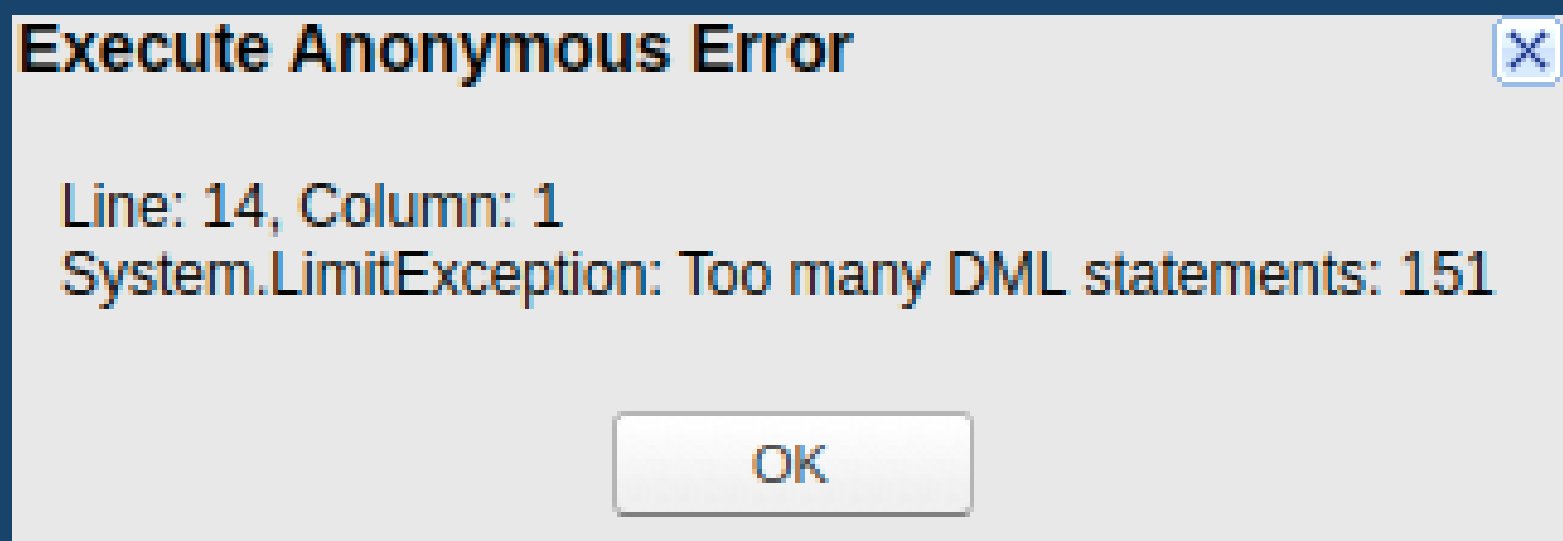 Execute Anonymous Error
Line: 14, Column: 1
System.LimitException: Too many DML statements: 151
OK